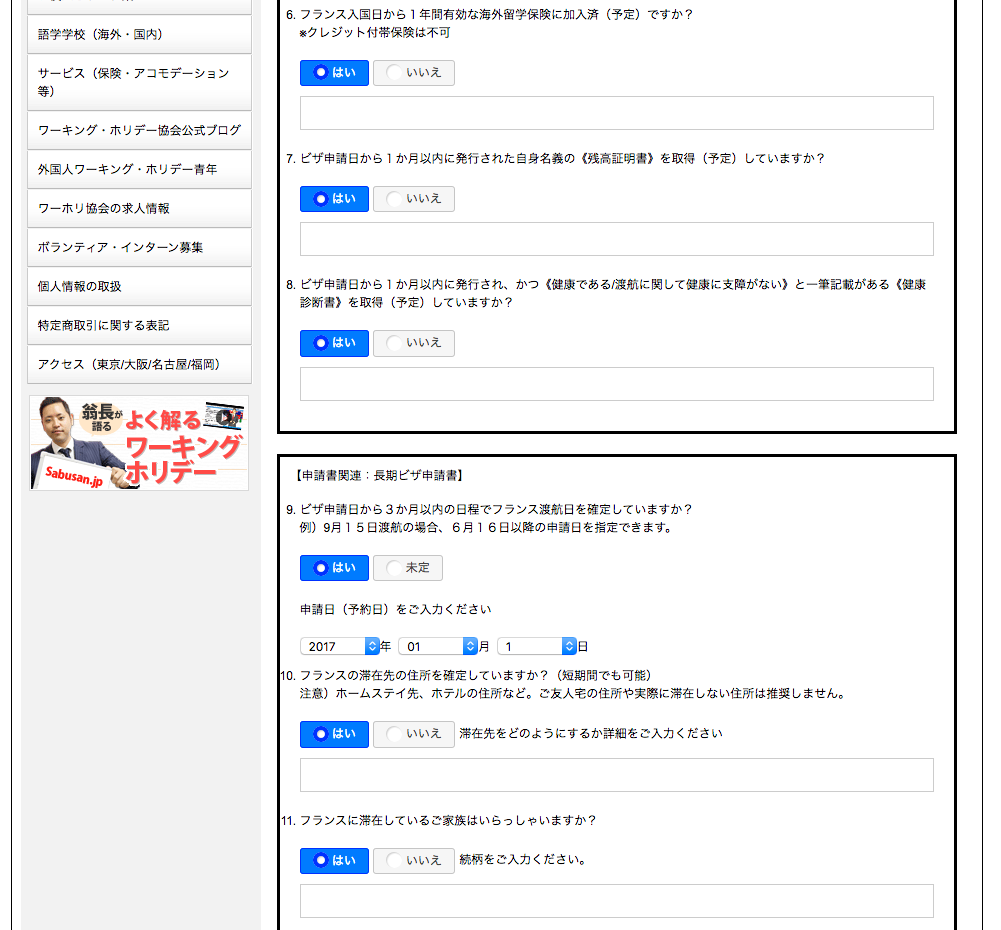 語学学校（海外・国内）
サービス（保険・アコモデーション
等）
ワーキング・ホリデー協会公式ブログ
外国人ワーキング・ホリデー青年
ワーホリ協会の求人情報
ボランティア・インターン募集
個人情報の取扱
特定商取引に関する表記
アクセス（東京/大阪/名古屋/福岡）
翁長が
語る
よく解る
ワーキング
ホリデー
Sabusan.jp
6. フランス入国日から１年間有効な海外留学保険に加入済（予定）ですか？
※クレジット付帯保険は不可
はい いいえ
7. ビザ申請日から１か月以内に発行された自身名義の《残高証明書》を取得（予定）していますか？
はい いいえ
8. ビザ申請日から１か月以内に発行され、かつ《健康である/渡航に関して健康に支障がない》と一筆記載がある《健康
診断書》を取得（予定）していますか？
はい いいえ
【申請書関連：長期ビザ申請書】
9. ビザ申請日から３か月以内の日程でフランス渡航日を確定していますか？
例）9月１５日渡航の場合、６月１６日以降の申請日を指定できます。
はい 未定
申請日（予約日）をご入力ください
2017 年 01 月 1 日
10. フランスの滞在先の住所を確定していますか？（短期間でも可能）
注意）ホームステイ先、ホテルの住所など。ご友人宅の住所や実際に滞在しない住所は推奨しません。
はい いいえ 滞在先をどのようにするか詳細をご入力ください
11. フランスに滞在しているご家族はいらっしゃいますか？
はい いいえ 続柄をご入力ください。